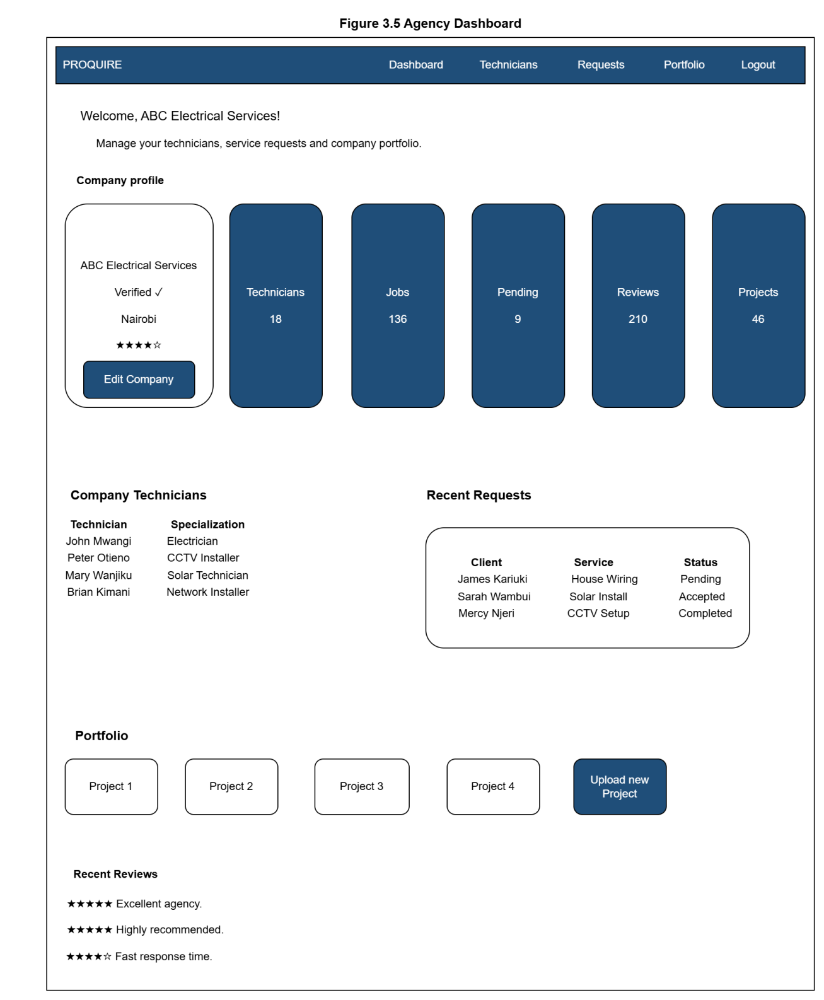 Figure 3.5 Agency Dashboard
PROQUIRE Dashboard Technicians Requests Portfolio Logout
Welcome, ABC Electrical Services!
Manage your technicians, service requests and company portfolio.
Company profile
ABC Electrical Services
Verified ✓
Nairobi
★★★★☆
Edit Company
Technicians
18
Jobs
136
Pending
9
Reviews
210
Projects
46
Company Technicians
Technician Specialization
John Mwangi Electrician
Peter Otieno CCTV Installer
Mary Wanjiku Solar Technician
Brian Kimani Network Installer
Recent Requests
Client Service Status
James Kariuki House Wiring Pending
Sarah Wambui Solar Install Accepted
Mercy Njeri CCTV Setup Completed
Portfolio
Project 1
Project 2
Project 3
Project 4
Upload new
Project
Recent Reviews
★★★★★ Excellent agency.
★★★★★ Highly recommended.
★★★★☆ Fast response time.